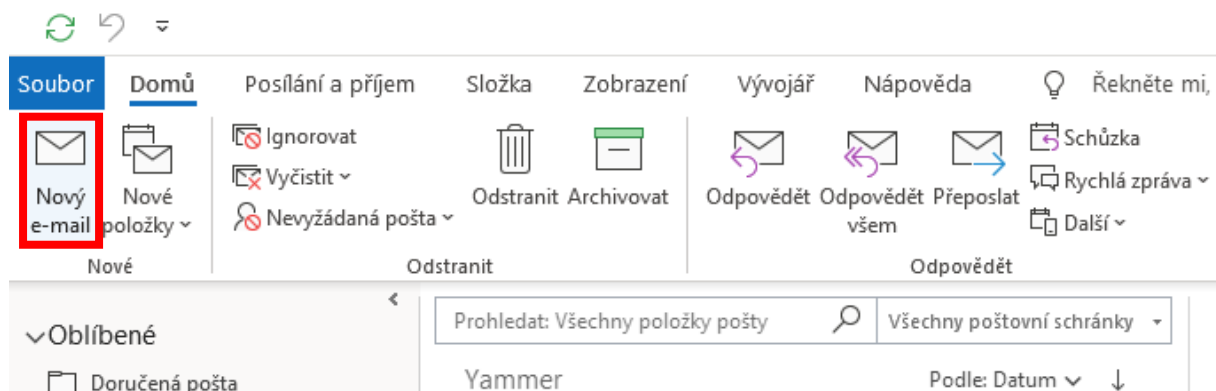 Soubor Domů Posílání a příjem Složka Zobrazení Vývojář Nápověda Řekněte mi,
Nový e-mail
Nové položky
Ignorovat
Vyčistit
Nevyžádaná pošta
Odstranit
Archivovat
Odpovědět
Odpovědět všem
Přeposlat
Schůzka
Rychlá zpráva
Další
Nové
Odstranit
Odpovědět
Oblíbené
Doručená pošta
Prohledat: Všechny položky pošty
Všechny poštovní schránky
Yammer
Podle: Datum